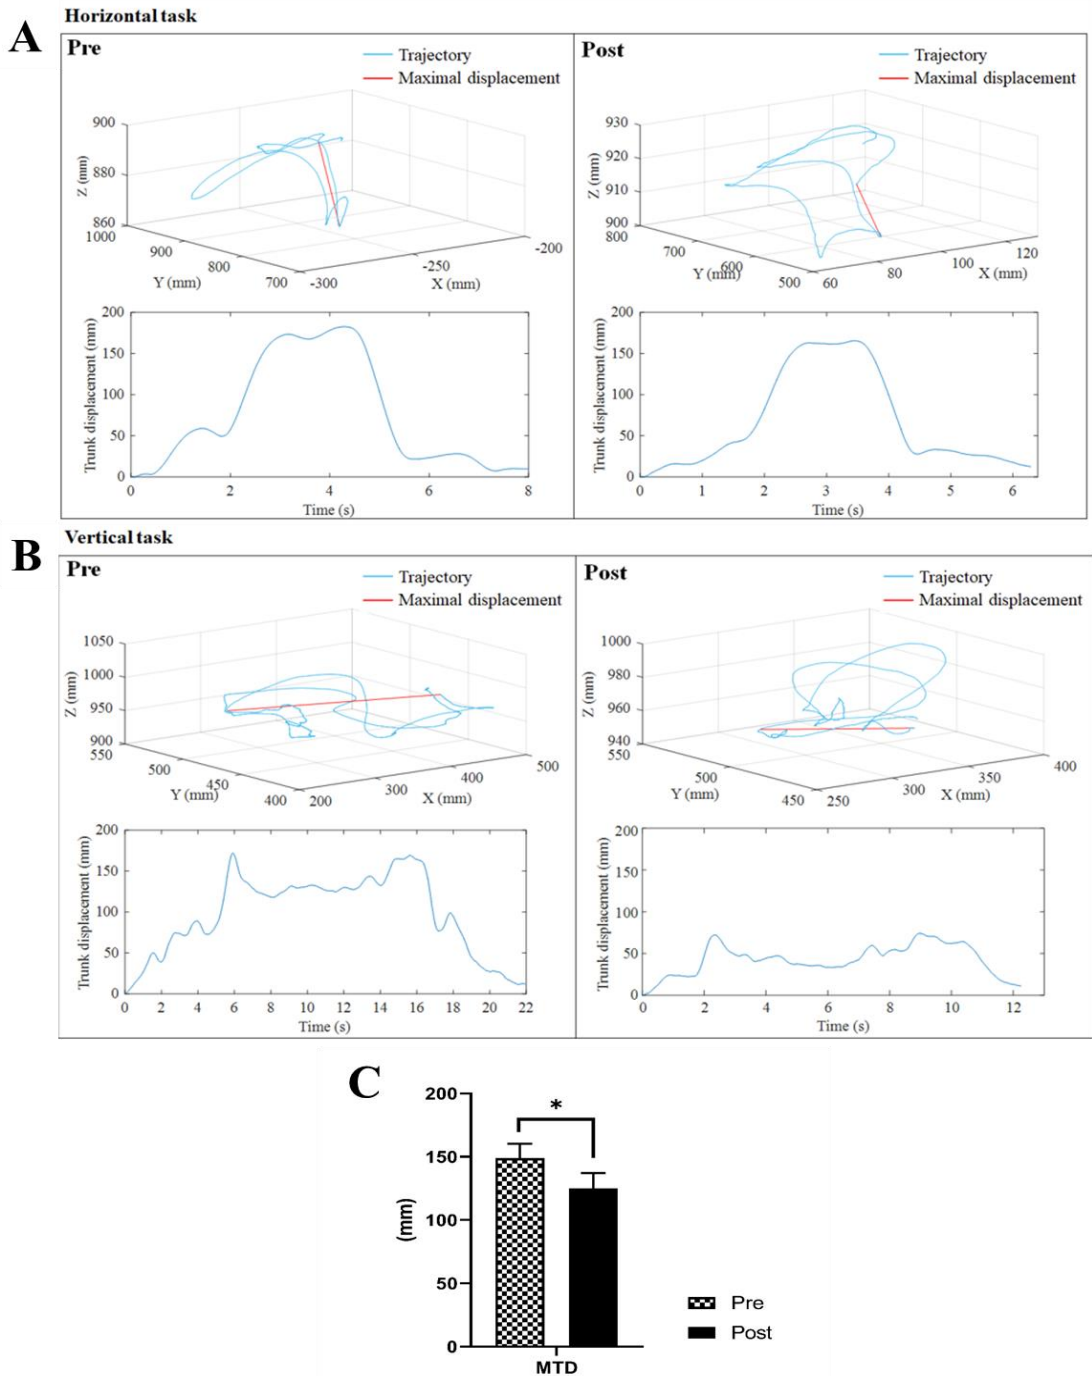 Horizontal task
A
Pre
Trajectory
Maximal displacement
900
880
860
Z (mm)
1000
900
800
700
Y (mm)
-300
-250
-200
X (mm)
Post
Trajectory
Maximal displacement
930
920
910
900
Z (mm)
800
700
600
500
Y (mm)
60
80
100
120
X (mm)
200
150
100
50
0
Trunk displacement (mm)
0 2 4 6 8
Time (s)
200
150
100
50
0
Trunk displacement (mm)
0 1 2 3 4 5 6
Time (s)
Vertical task
B
Pre
Trajectory
Maximal displacement
1050
1000
950
900
Z (mm)
550
500
450
400
Y (mm)
200
300
400
500
X (mm)
Post
Trajectory
Maximal displacement
1000
980
960
940
Z (mm)
550
500
450
Y (mm)
250
300
350
400
X (mm)
200
150
100
50
0
Trunk displacement (mm)
0 2 4 6 8 10 12 14 16 18 20 22
Time (s)
200
150
100
50
0
Trunk displacement (mm)
0 2 4 6 8 10 12
Time (s)
C
200
150
100
50
0
(mm)
*
MTD
Pre
Post